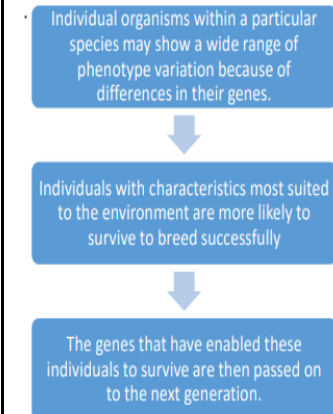 Individual organisms within a particular
species may show a wide range of
phenotype variation because of
differences in their genes.
Individuals with characteristics most suited
to the environment are more likely to
survive to breed successfully
The genes that have enabled these
individuals to survive are then passed on
to the next generation.